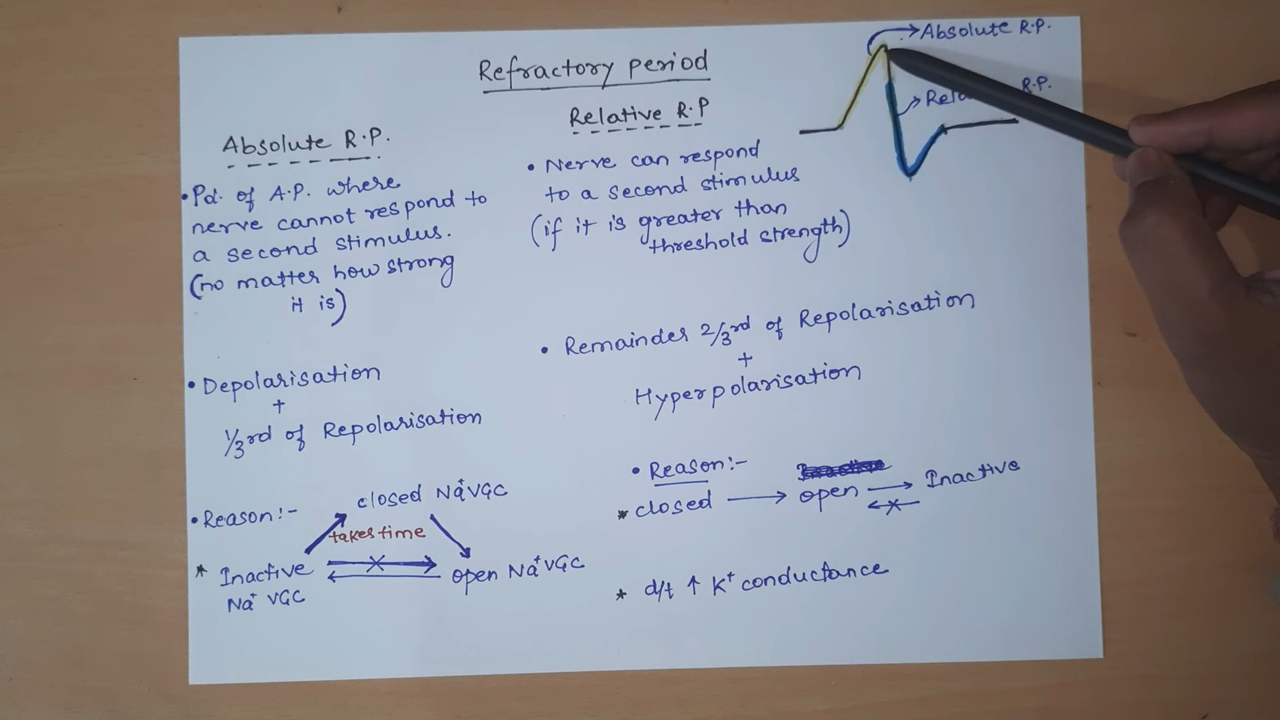 Refractory period
Absolute R.P.
• Pd. of A.P. where
nerve cannot respond to
a second stimulus.
(no matter how strong
it is)
• Depolarisation
+
1/3rd of Repolarisation
• Reason:-
closed Na⁺VGC
takes time
* Inactive
Na⁺ VGC
open Na⁺VGC
Relative R.P
• Nerve can respond
to a second stimulus
(if it is greater than
threshold strength)
• Remainder 2/3rd of Repolarisation
+
Hyperpolarisation
• Reason:-
* closed → open → Inactive
* d/t ↑ K⁺ conductance
Absolute R.P.
R.P.